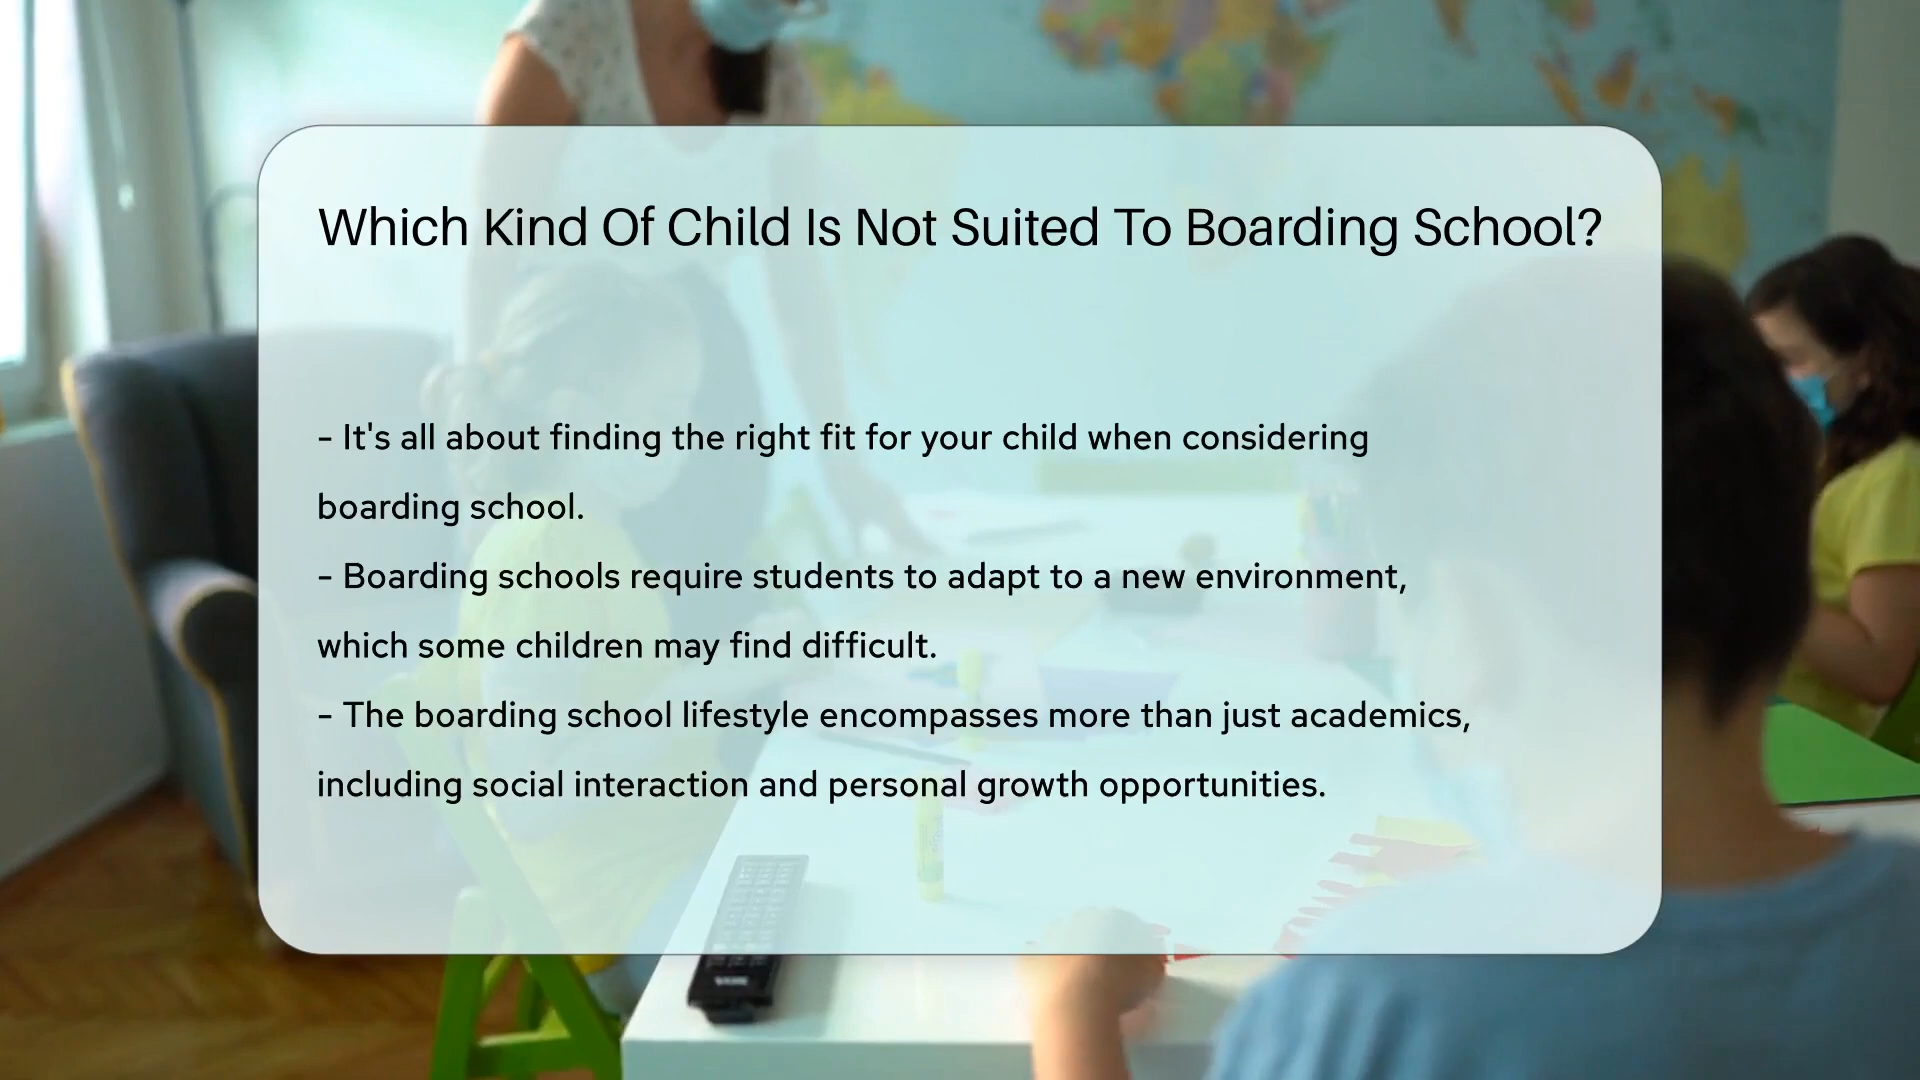 Which Kind Of Child Is Not Suited To Boarding School?
- It's all about finding the right fit for your child when considering
boarding school.
- Boarding schools require students to adapt to a new environment,
which some children may find difficult.
- The boarding school lifestyle encompasses more than just academics,
including social interaction and personal growth opportunities.